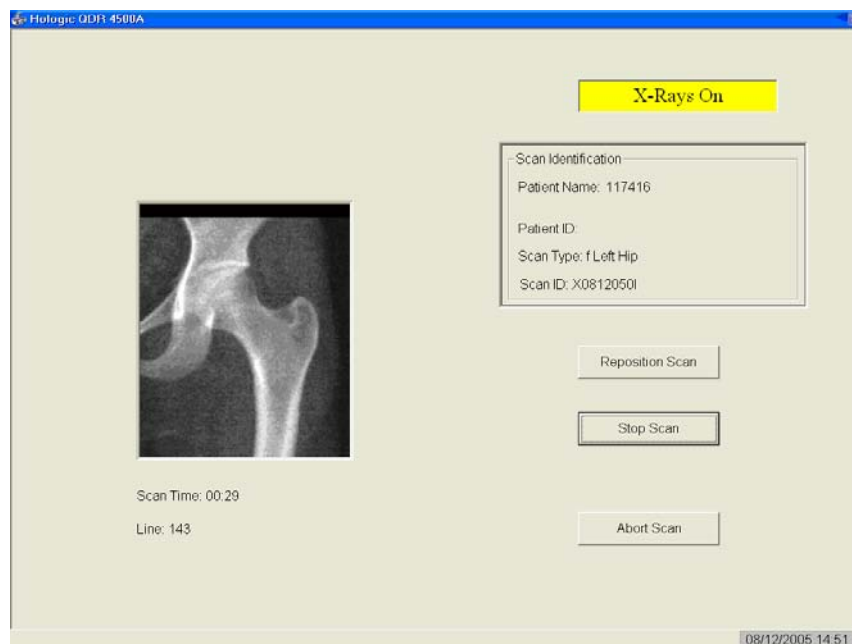 Hologic QDR 4500A
X-Rays On
Scan Identification
Patient Name: 117416
Patient ID:
Scan Type: f Left Hip
Scan ID: X0812050I
Reposition Scan
Stop Scan
Scan Time: 00:29
Line: 143
Abort Scan
08/12/2005 14:51